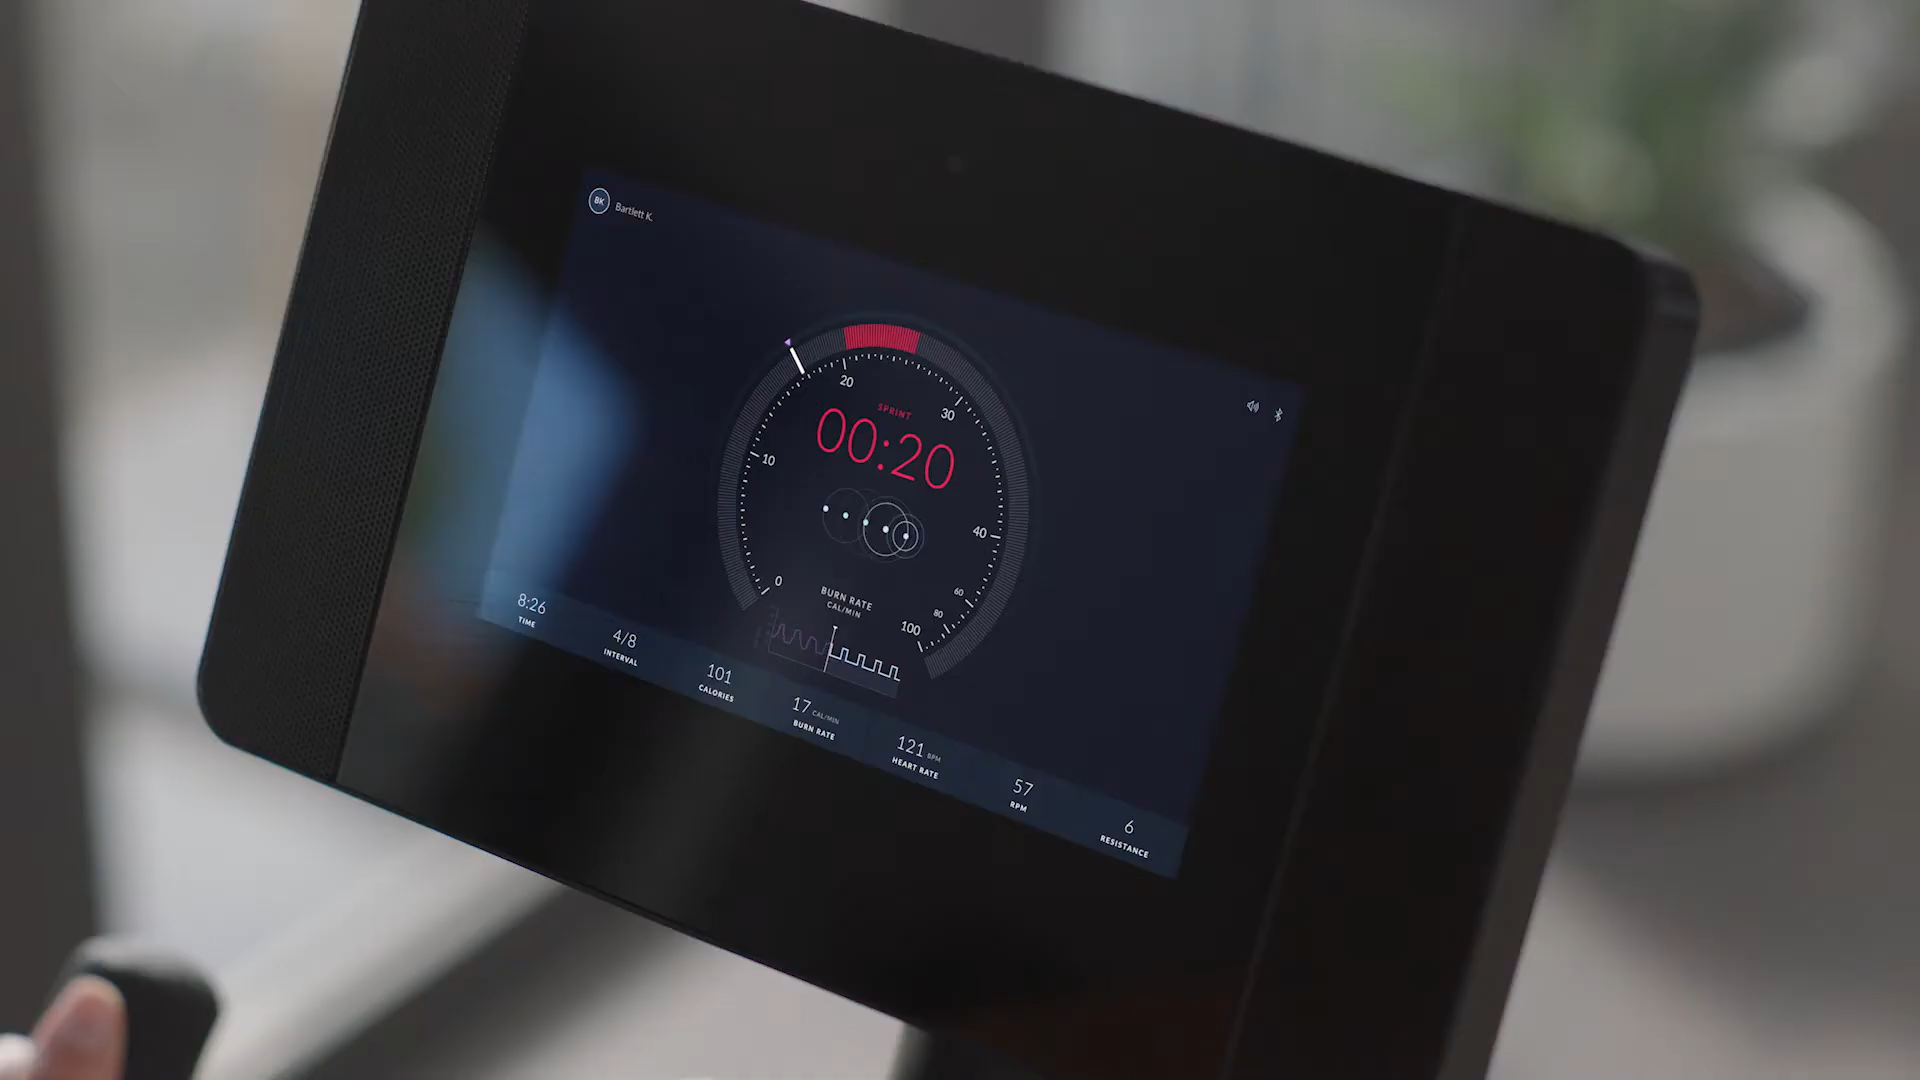 BK Bartlett K.
SPRINT
00:20
0
10
20
30
40
60
80
100
BURN RATE
CAL/MIN
8:26
TIME
4/8
INTERVAL
101
CALORIES
17 CAL/MIN
BURN RATE
121 BPM
HEART RATE
57
RPM
6
RESISTANCE